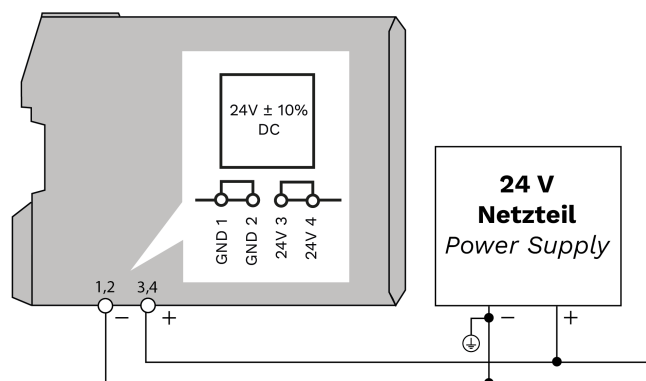 24V ± 10%
DC
GND 1
GND 2
24V 3
24V 4
1,2
3,4
−
+
24 V
Netzteil
Power Supply
−
+